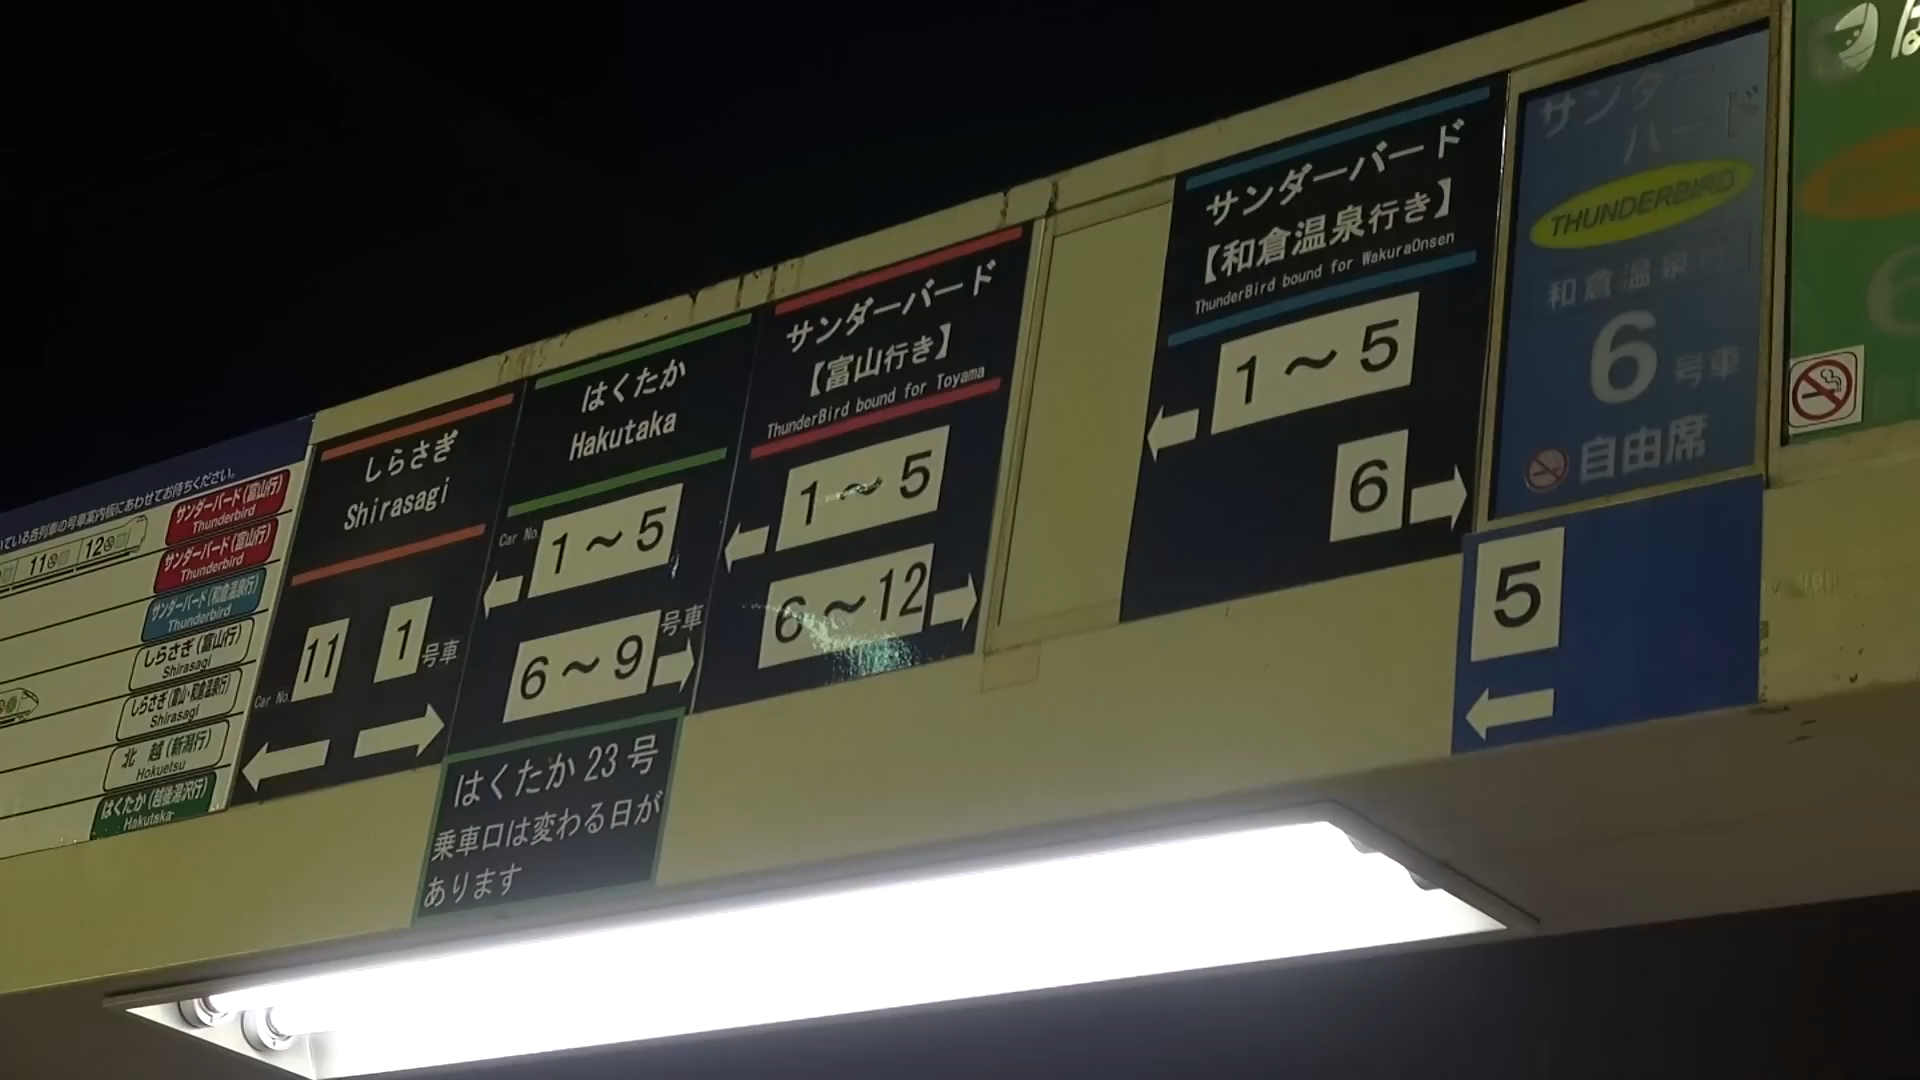 ている各列車の号車案内板にあわせてお待ちください。
11
12
サンダーバード(富山行)
Thunderbird
サンダーバード(富山行)
Thunderbird
サンダーバード(和倉温泉行)
Thunderbird
しらさぎ(富山行)
Shirasagi
しらさぎ(富山・和倉温泉行)
Shirasagi
北 越(新潟行)
Hokuetsu
はくたか(越後湯沢行)
Hakutaka
しらさぎ
Shirasagi
Car No.
11
1
号車
はくたか
Hakutaka
Car No.
1～5
6～9
号車
はくたか 23 号
乗車口は変わる日が
あります
サンダーバード
【富山行き】
ThunderBird bound for Toyama
1～5
6～12
サンダーバード
【和倉温泉行き】
ThunderBird bound for WakuraOnsen
1～5
6
サンダー
バード
THUNDERBIRD
和倉温泉行
6号車
自由席
5
は
6